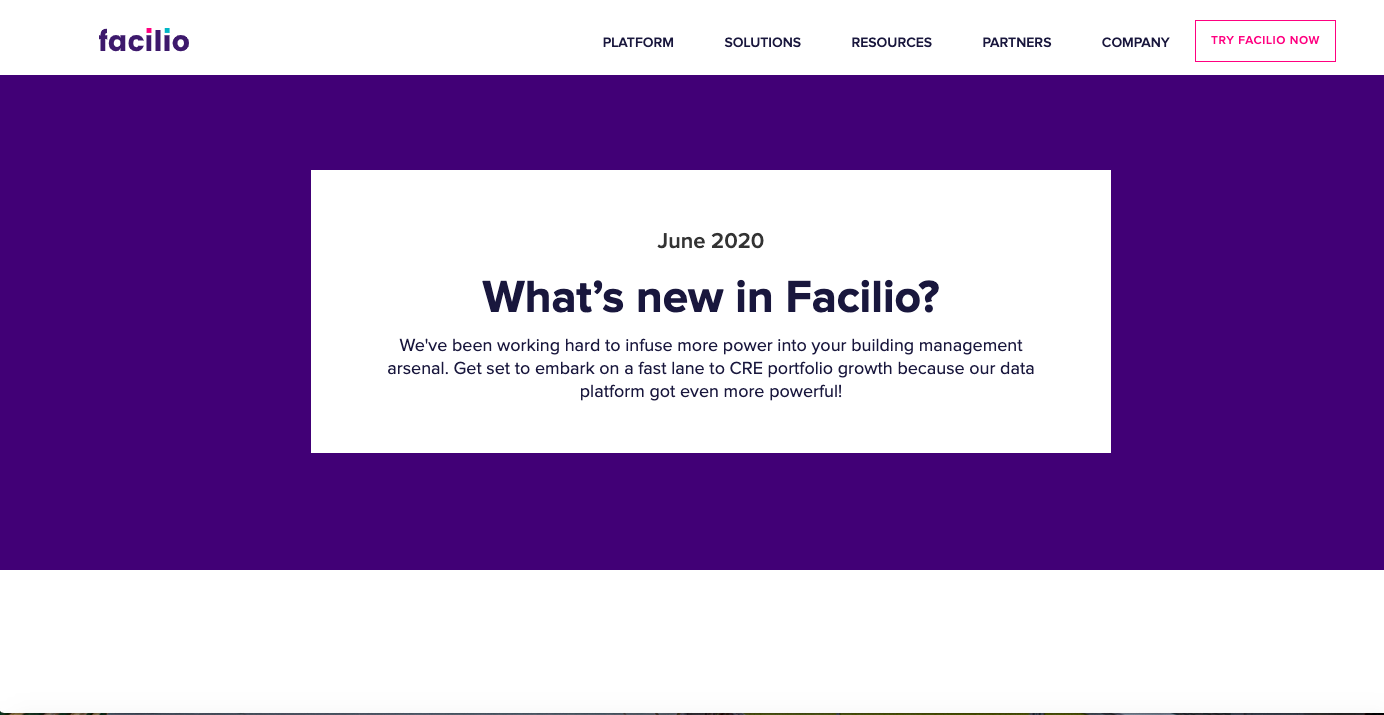 facilio
PLATFORM
SOLUTIONS
RESOURCES
PARTNERS
COMPANY
TRY FACILIO NOW
June 2020
What’s new in Facilio?
We've been working hard to infuse more power into your building management
arsenal. Get set to embark on a fast lane to CRE portfolio growth because our data
platform got even more powerful!